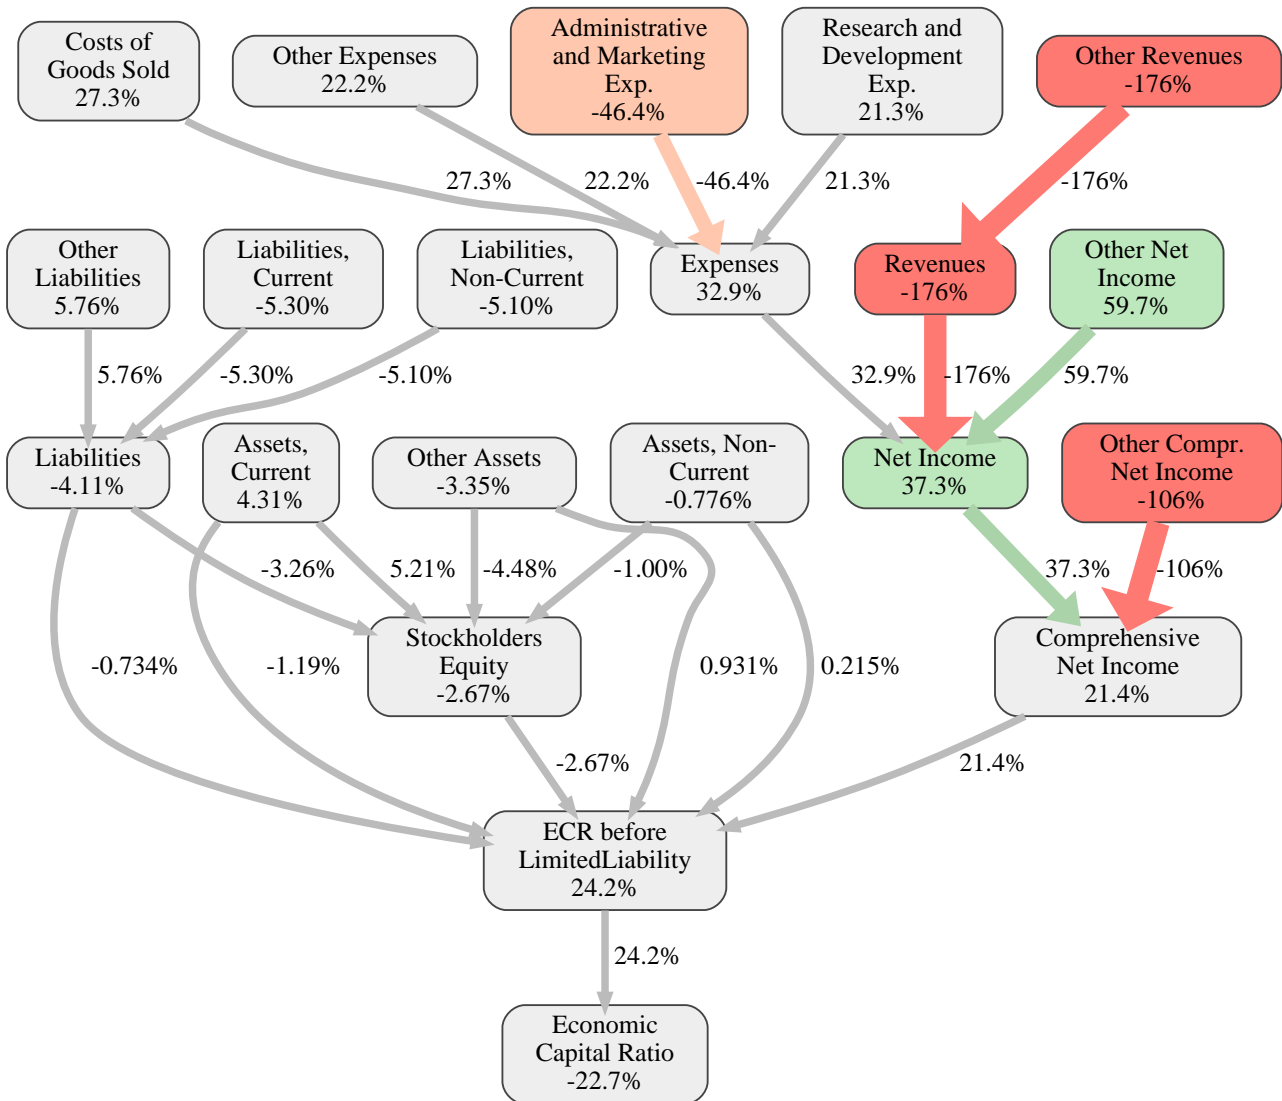 Costs of
Goods Sold
27.3%
Other Expenses
22.2%
Administrative
and Marketing
Exp.
-46.4%
Research and
Development
Exp.
21.3%
Other Revenues
-176%
27.3%
22.2%
-46.4%
21.3%
-176%
Other
Liabilities
5.76%
Liabilities,
Current
-5.30%
Liabilities,
Non-Current
-5.10%
Expenses
32.9%
Revenues
-176%
Other Net
Income
59.7%
5.76%
-5.30%
-5.10%
32.9%
-176%
59.7%
Liabilities
-4.11%
Assets,
Current
4.31%
Other Assets
-3.35%
Assets, Non-
Current
-0.776%
Net Income
37.3%
Other Compr.
Net Income
-106%
-3.26%
5.21%
-4.48%
-1.00%
37.3%
-106%
-0.734%
-1.19%
Stockholders
Equity
-2.67%
0.931%
0.215%
Comprehensive
Net Income
21.4%
-2.67%
21.4%
ECR before
LimitedLiability
24.2%
24.2%
Economic
Capital Ratio
-22.7%